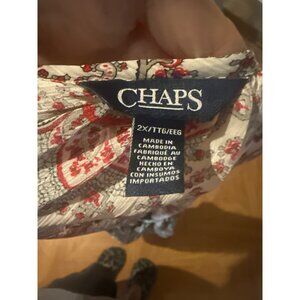 CHAPS
2X/TTG/EEG
MADE IN
CAMBODIA
FABRIQUÉ AU
CAMBODGE
HECHO EN
CAMBOYA
CON INSUMOS
IMPORTADOS